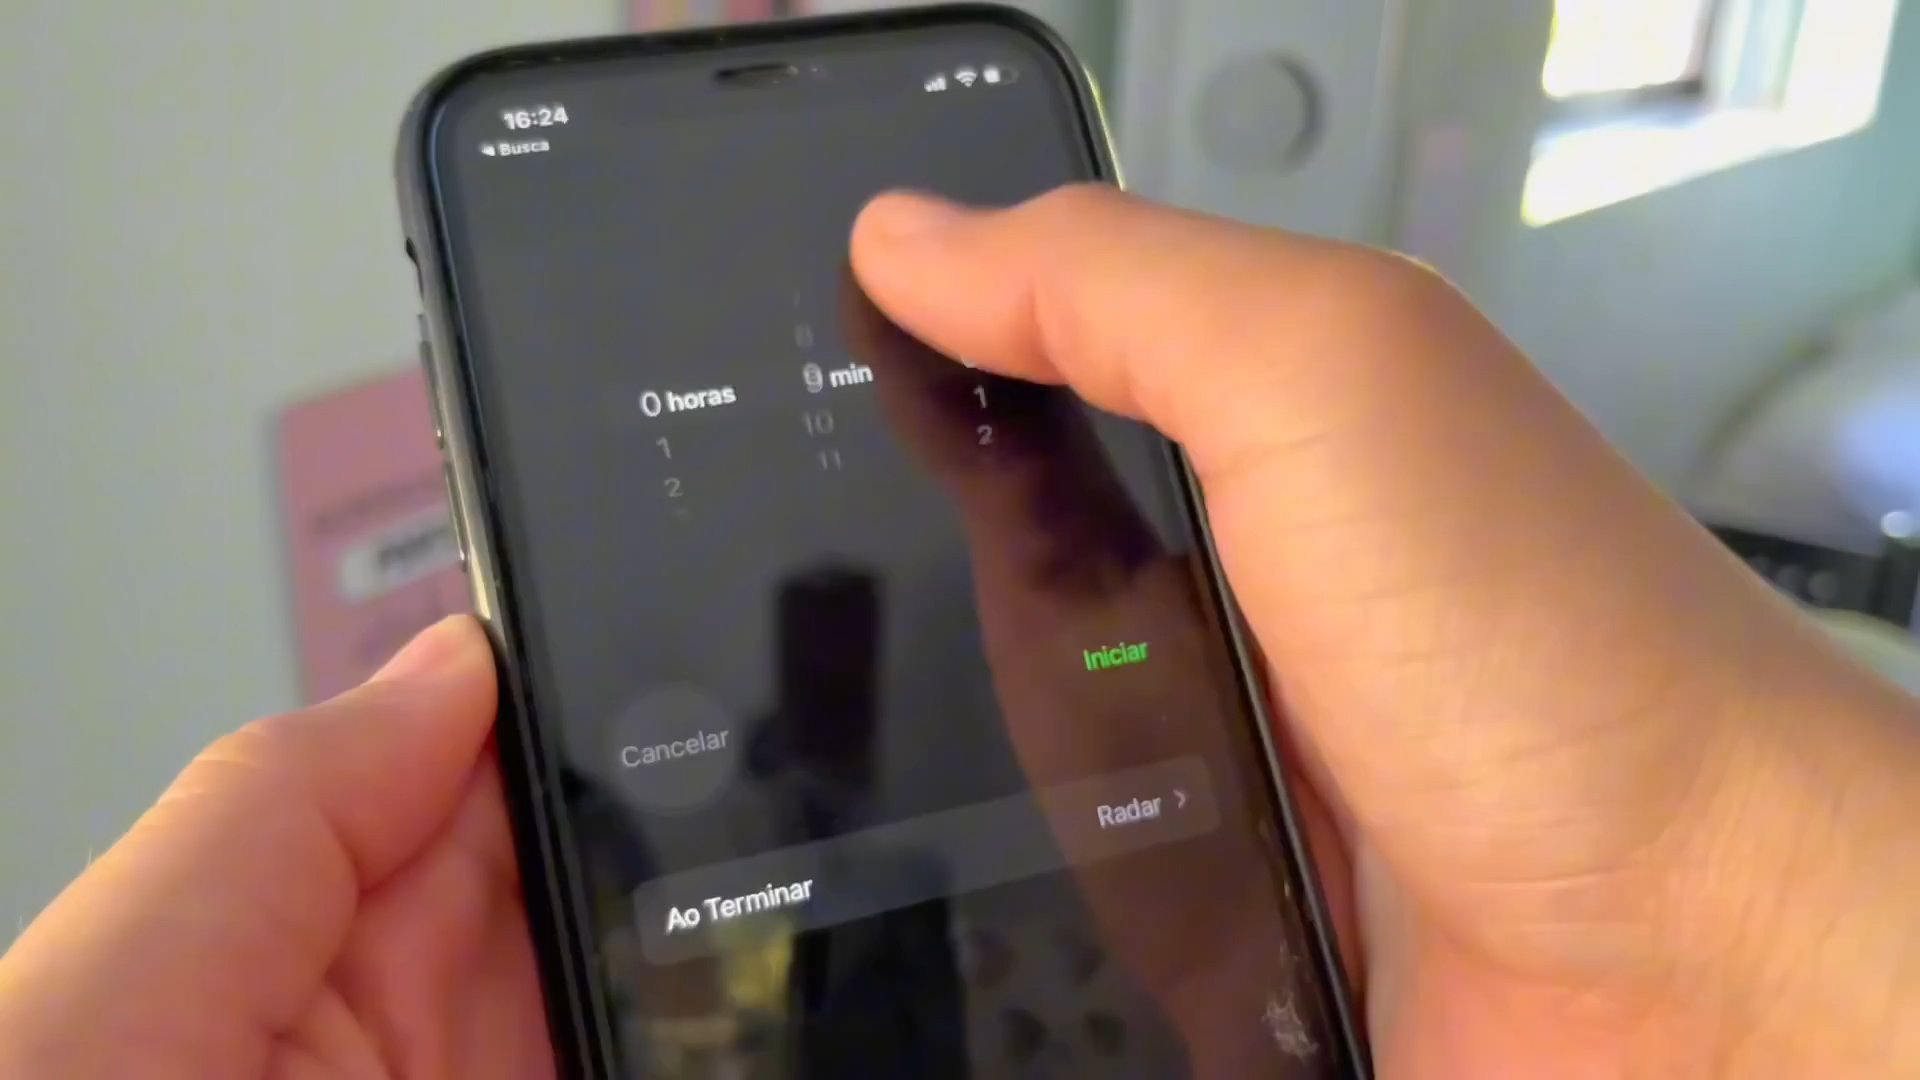 16:24
◀ Busca
8
0 horas
9 min
1
10
1
2
11
2
Iniciar
Cancelar
Radar >
Ao Terminar